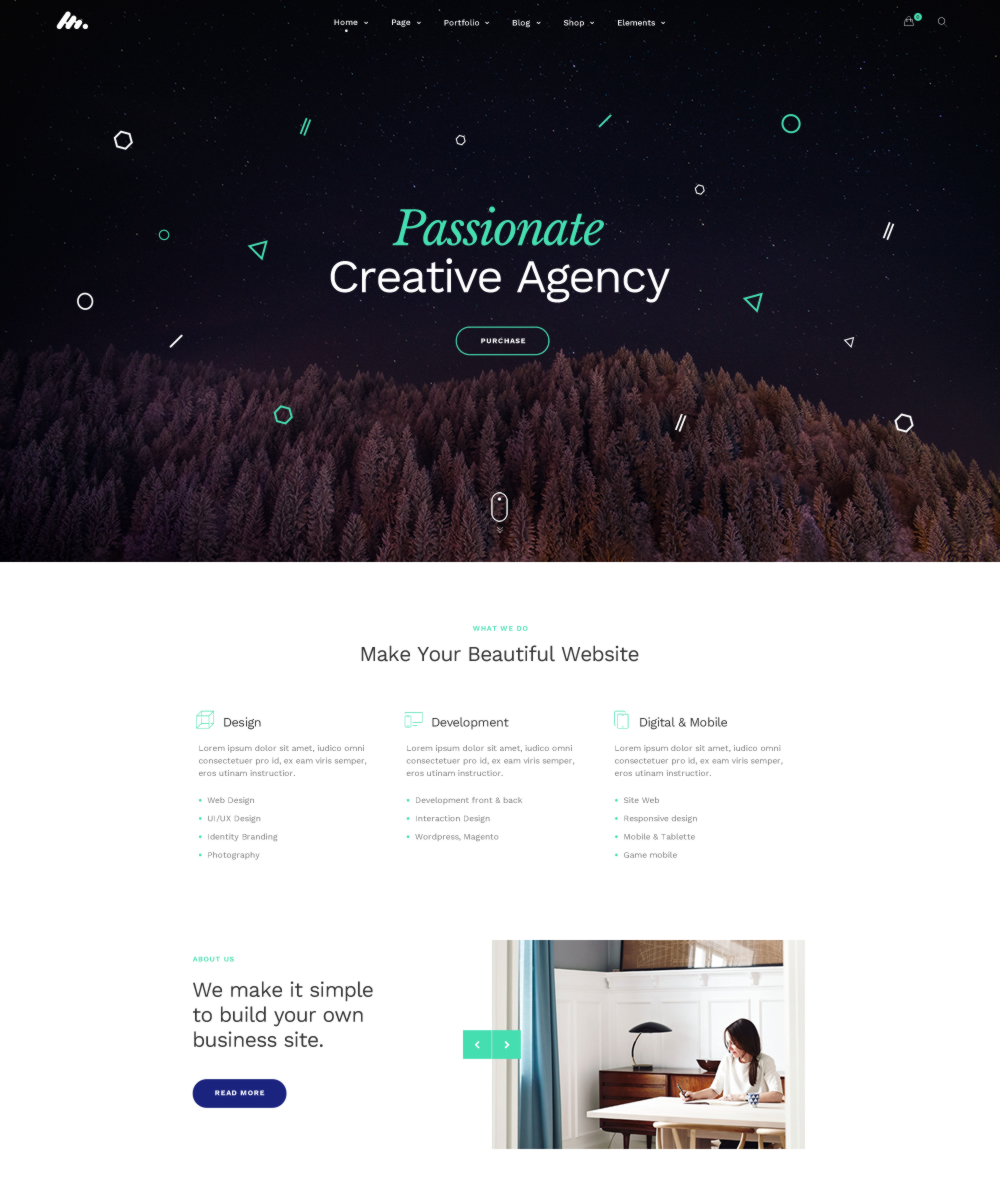 Home Page Portfolio Blog Shop Elements
0
Passionate
Creative Agency
PURCHASE
WHAT WE DO
Make Your Beautiful Website
Design
Lorem ipsum dolor sit amet, iudico omni
consectetuer pro id, ex eam viris semper,
eros utinam instructior.
Web Design
UI/UX Design
Identity Branding
Photography
Development
Lorem ipsum dolor sit amet, iudico omni
consectetuer pro id, ex eam viris semper,
eros utinam instructior.
Development front & back
Interaction Design
Wordpress, Magento
Digital & Mobile
Lorem ipsum dolor sit amet, iudico omni
consectetuer pro id, ex eam viris semper,
eros utinam instructior.
Site Web
Responsive design
Mobile & Tablette
Game mobile
ABOUT US
We make it simple
to build your own
business site.
READ MORE